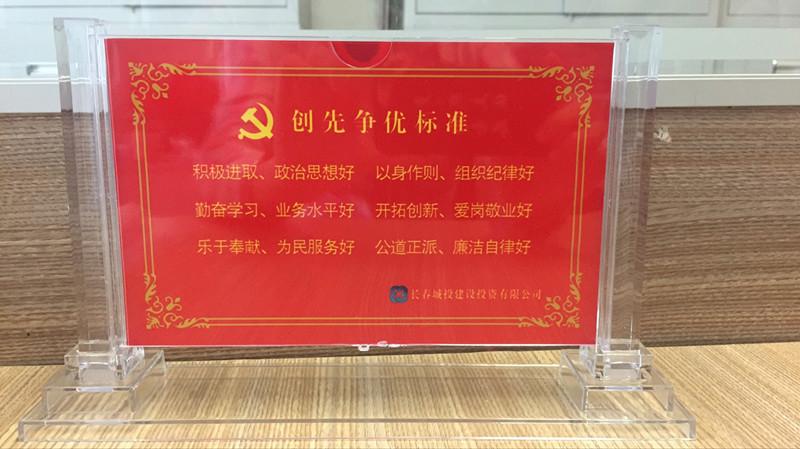 创先争优标准
积极进取、政治思想好 以身作则、组织纪律好
勤奋学习、业务水平好 开拓创新、爱岗敬业好
乐于奉献、为民服务好 公道正派、廉洁自律好
长春城投建设投资有限公司